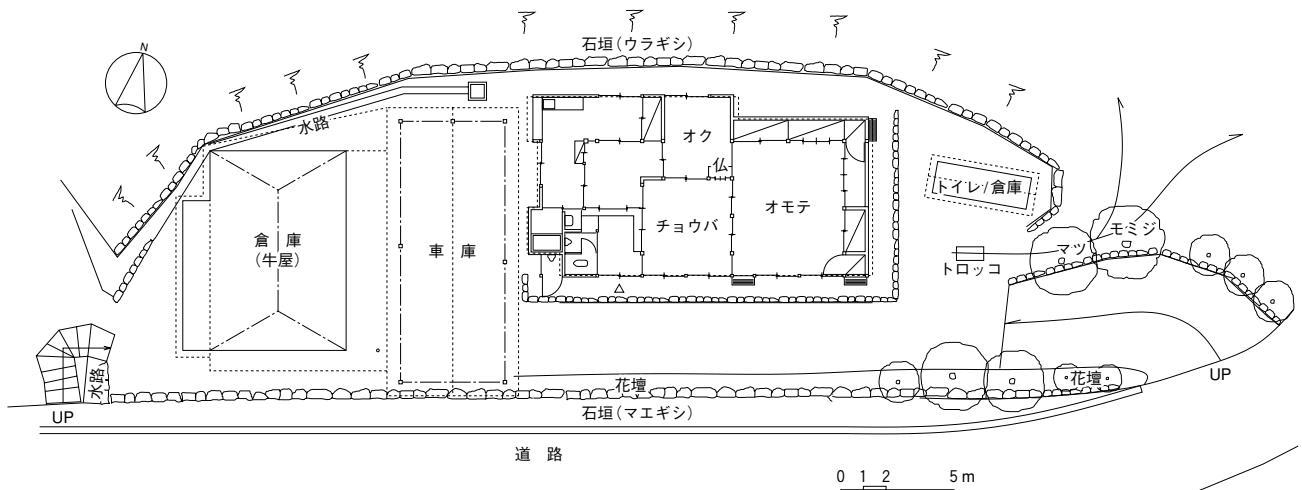 石垣（ウラギシ）
N
水路
オク
仏
トイレ/倉庫
倉 庫
（牛屋）
車 庫
チョウバ
オモテ
モミジ
マツ
トロッコ
水路
花壇
花壇
UP
UP
石垣（マエギシ）
道 路
0 1 2 5 m